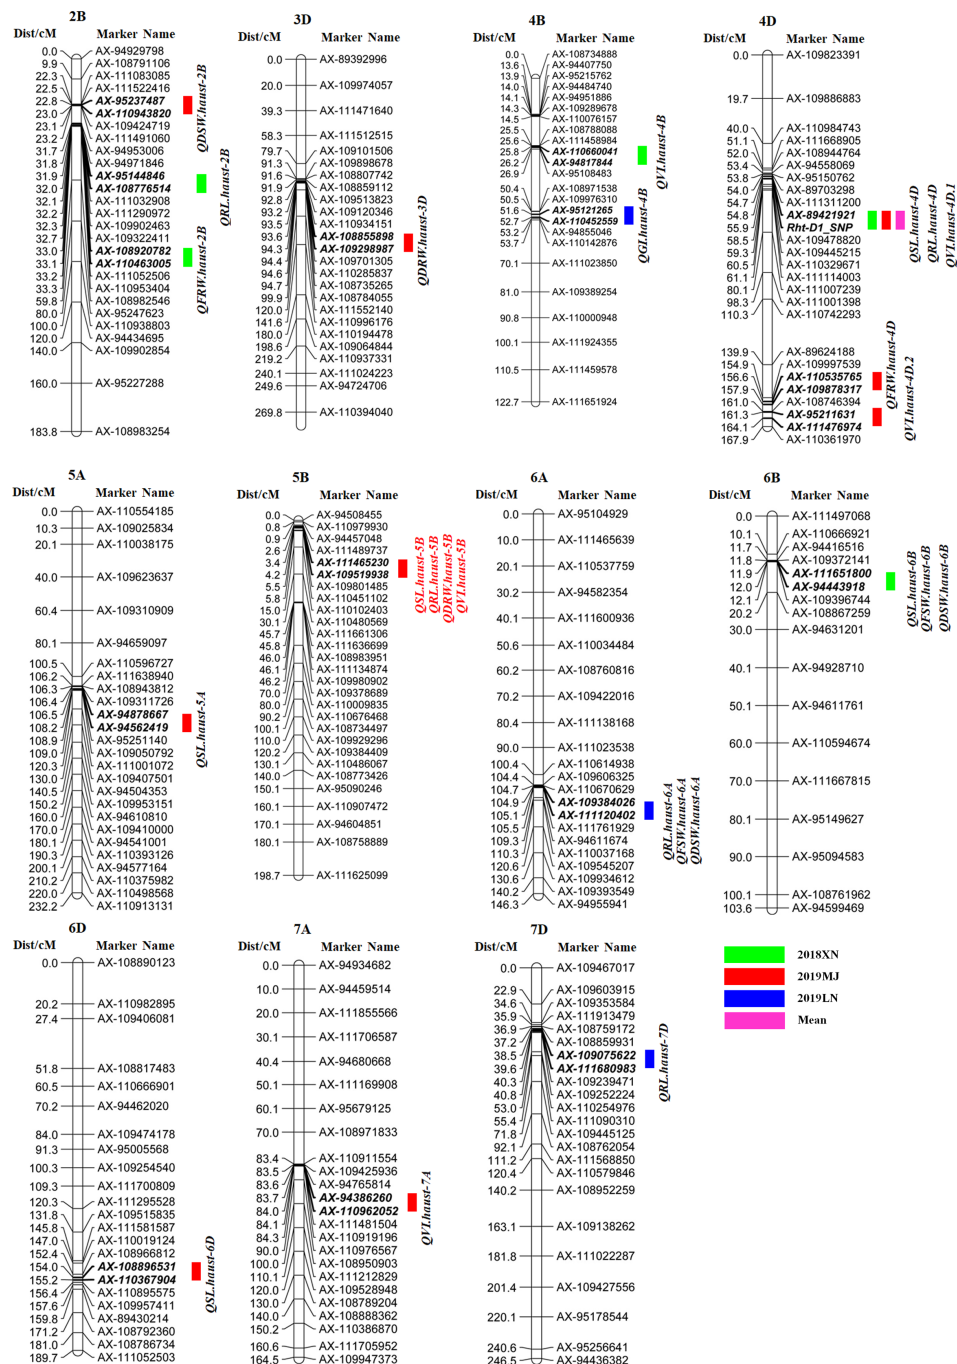 2B
Dist/cM Marker Name
0.0 AX-94929798
9.9 AX-108791106
22.3 AX-111083085
22.5 AX-111522416
22.8 AX-95237487
23.0 AX-110943820
23.1 AX-109424719
23.2 AX-111491060
31.7 AX-94953006
31.8 AX-94971846
31.9 AX-95144846
32.0 AX-108776514
32.1 AX-111032908
32.2 AX-111290972
32.3 AX-109902463
32.7 AX-109322411
33.0 AX-108920782
33.1 AX-110463005
33.2 AX-111052506
33.3 AX-110953404
59.8 AX-108982546
80.0 AX-95247623
100.0 AX-110938803
120.0 AX-94434695
140.0 AX-109902854
160.0 AX-95227288
183.8 AX-108983254
QDSW.haust-2B
QRL.haust-2B
QFRW.haust-2B
3D
Dist/cM Marker Name
0.0 AX-89392996
20.0 AX-109974057
39.3 AX-111471640
58.3 AX-111512515
79.7 AX-109101506
91.3 AX-109898678
91.6 AX-108807742
91.9 AX-108859112
92.8 AX-109513823
93.2 AX-109120346
93.5 AX-110934151
93.6 AX-108855898
94.3 AX-109298987
94.4 AX-109701305
94.6 AX-110285837
94.7 AX-108735265
99.9 AX-108784055
120.0 AX-111552140
141.6 AX-110996176
180.0 AX-110194478
198.6 AX-109064844
219.2 AX-110937331
240.1 AX-111024223
249.6 AX-94724706
269.8 AX-110394040
QDRW.haust-3D
4B
Dist/cM Marker Name
0.0 AX-108734888
13.6 AX-94407750
13.9 AX-95215762
14.0 AX-94484740
14.1 AX-94951886
14.3 AX-109289678
14.5 AX-110076157
25.5 AX-108788088
25.6 AX-111458984
25.8 AX-110660041
26.2 AX-94817844
26.9 AX-95108483
50.4 AX-108971538
50.5 AX-109976310
51.6 AX-95121265
52.7 AX-110452559
53.2 AX-94855046
53.7 AX-110142876
70.1 AX-111023850
81.0 AX-109389254
90.8 AX-110000948
100.1 AX-111924355
110.5 AX-111459578
122.7 AX-111651924
QVI.haust-4B
QGI.haust-4B
4D
Dist/cM Marker Name
0.0 AX-109823391
19.7 AX-109886883
40.0 AX-110984743
51.1 AX-111668905
52.0 AX-108944764
53.4 AX-94558069
53.8 AX-95150762
54.0 AX-89703298
54.7 AX-111311200
54.8 AX-89421921
55.9 Rht-D1_SNP
58.5 AX-109478820
59.3 AX-109445215
60.5 AX-110329671
61.1 AX-111114003
80.1 AX-111007239
98.3 AX-111001398
110.3 AX-110742293
139.9 AX-89624188
154.9 AX-109997539
156.6 AX-110535765
157.9 AX-109878317
161.0 AX-108746394
161.3 AX-95211631
164.1 AX-111476974
167.9 AX-110361970
QSL.haust-4D
QRL.haust-4D
QVI.haust-4D.1
QFRW.haust-4D
QVI.haust-4D.2
5A
Dist/cM Marker Name
0.0 AX-110554185
10.3 AX-109025834
20.1 AX-110038175
40.0 AX-109623637
60.4 AX-109310909
80.1 AX-94659097
100.5 AX-110596727
106.2 AX-111638940
106.3 AX-108943812
106.4 AX-109311726
106.5 AX-94878667
108.2 AX-94562419
108.9 AX-95251140
109.0 AX-109050792
120.3 AX-111001072
130.0 AX-109407501
140.5 AX-94504353
150.2 AX-109953151
160.0 AX-94610810
170.0 AX-109410000
180.1 AX-94541001
190.3 AX-110393126
200.1 AX-94577164
210.2 AX-110375982
220.0 AX-110498568
232.2 AX-110913131
QSL.haust-5A
5B
Dist/cM Marker Name
0.0 AX-94508455
0.8 AX-110979930
0.9 AX-94457048
2.6 AX-111489737
3.4 AX-111465230
4.2 AX-109519938
5.5 AX-109801485
5.8 AX-110451102
15.0 AX-110102403
30.1 AX-110480569
45.7 AX-111661306
45.8 AX-111636699
46.0 AX-108983951
46.1 AX-111134874
46.2 AX-109980902
70.0 AX-109378689
80.0 AX-110009835
90.2 AX-110676468
100.1 AX-108734497
110.0 AX-109929296
120.2 AX-109384409
130.1 AX-110486067
140.0 AX-108773426
150.1 AX-95090246
160.1 AX-110907472
170.1 AX-94604851
180.1 AX-108758889
198.7 AX-111625099
QSL.haust-5B
QRL.haust-5B
QDRW.haust-5B
QVI.haust-5B
6A
Dist/cM Marker Name
0.0 AX-95104929
10.0 AX-111465639
20.1 AX-110537759
30.2 AX-94582354
40.1 AX-111600936
50.6 AX-110034484
60.2 AX-108760816
70.2 AX-109422016
80.4 AX-111138168
90.0 AX-111023538
100.4 AX-110614938
104.4 AX-109606325
104.7 AX-110670629
104.9 AX-109384026
105.1 AX-111120402
105.5 AX-111761929
109.3 AX-94611674
110.3 AX-110037168
120.6 AX-109545207
130.6 AX-109934612
140.2 AX-109393549
146.3 AX-94955941
QRL.haust-6A
QFSW.haust-6A
QDSW.haust-6A
6B
Dist/cM Marker Name
0.0 AX-111497068
10.1 AX-110666921
11.7 AX-94416516
11.8 AX-109372141
11.9 AX-111651800
12.0 AX-94443918
12.1 AX-109396744
20.2 AX-108867259
30.0 AX-94631201
40.1 AX-94928710
50.1 AX-94611761
60.0 AX-110594674
70.0 AX-111667815
80.1 AX-95149627
90.0 AX-95094583
100.1 AX-108761962
103.6 AX-94599469
QSL.haust-6B
QFSW.haust-6B
QDSW.haust-6B
6D
Dist/cM Marker Name
0.0 AX-108890123
20.2 AX-110982895
27.4 AX-109406081
51.8 AX-108817483
60.5 AX-110666901
70.2 AX-94462020
84.0 AX-109474178
91.3 AX-95005568
100.3 AX-109254540
109.3 AX-111700809
120.3 AX-111295528
131.8 AX-109515835
145.8 AX-111581587
147.0 AX-110019124
152.4 AX-108966812
154.0 AX-108896531
155.2 AX-110367904
156.4 AX-110895575
157.6 AX-109957411
159.8 AX-89430214
171.2 AX-108792360
181.0 AX-108786734
189.7 AX-111052503
QSL.haust-6D
7A
Dist/cM Marker Name
0.0 AX-94934682
10.0 AX-94459514
20.0 AX-111855566
30.1 AX-111706587
40.4 AX-94680668
50.1 AX-111169908
60.1 AX-95679125
70.0 AX-108971833
83.4 AX-110911554
83.5 AX-109425936
83.6 AX-94765814
83.7 AX-94386260
84.0 AX-110962052
84.1 AX-111481504
84.3 AX-110919196
90.0 AX-110976567
100.0 AX-108950903
110.1 AX-111212829
120.0 AX-109528948
130.0 AX-108789204
140.0 AX-108888362
150.2 AX-110386870
160.6 AX-111705952
164.5 AX-109947373
QVI.haust-7A
7D
Dist/cM Marker Name
0.0 AX-109467017
22.9 AX-109603915
34.6 AX-109353584
35.9 AX-111913479
36.9 AX-108759172
37.2 AX-108859931
38.5 AX-109075622
39.6 AX-111680983
40.3 AX-109239471
40.8 AX-109252224
53.0 AX-110254976
55.4 AX-111090310
71.8 AX-109445125
92.1 AX-108762054
111.2 AX-111568850
120.4 AX-110579846
140.2 AX-108952259
163.1 AX-109138262
181.8 AX-111022287
201.4 AX-109427556
220.1 AX-95178544
240.6 AX-95256641
246.5 AX-94436382
QRL.haust-7D
2018XN
2019MJ
2019LN
Mean